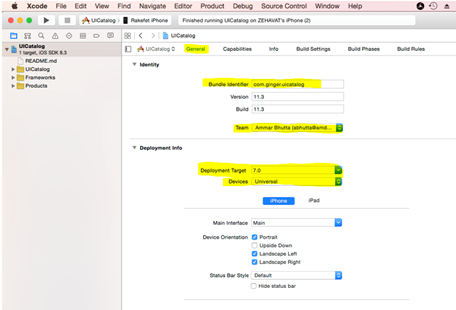 Xcode File Edit View Find Navigate Editor Product Debug Source Control Window Help
UICatalog Rakefet iPhone Finished running UICatalog on ZEHAVAT's iPhone (2)
UICatalog
UICatalog
1 target, iOS SDK 8.3
README.md
UICatalog
Frameworks
Products
UICatalog General Capabilities Info Build Settings Build Phases Build Rules
Identity
Bundle Identifier com.ginger.uicatalog
Version 11.3
Build 11.3
Team Ammar Bhutta (abhutta@emd...
Deployment Info
Deployment Target 7.0
Devices Universal
iPhone iPad
Main Interface Main
Device Orientation Portrait
Upside Down
Landscape Left
Landscape Right
Status Bar Style Default
Hide status bar